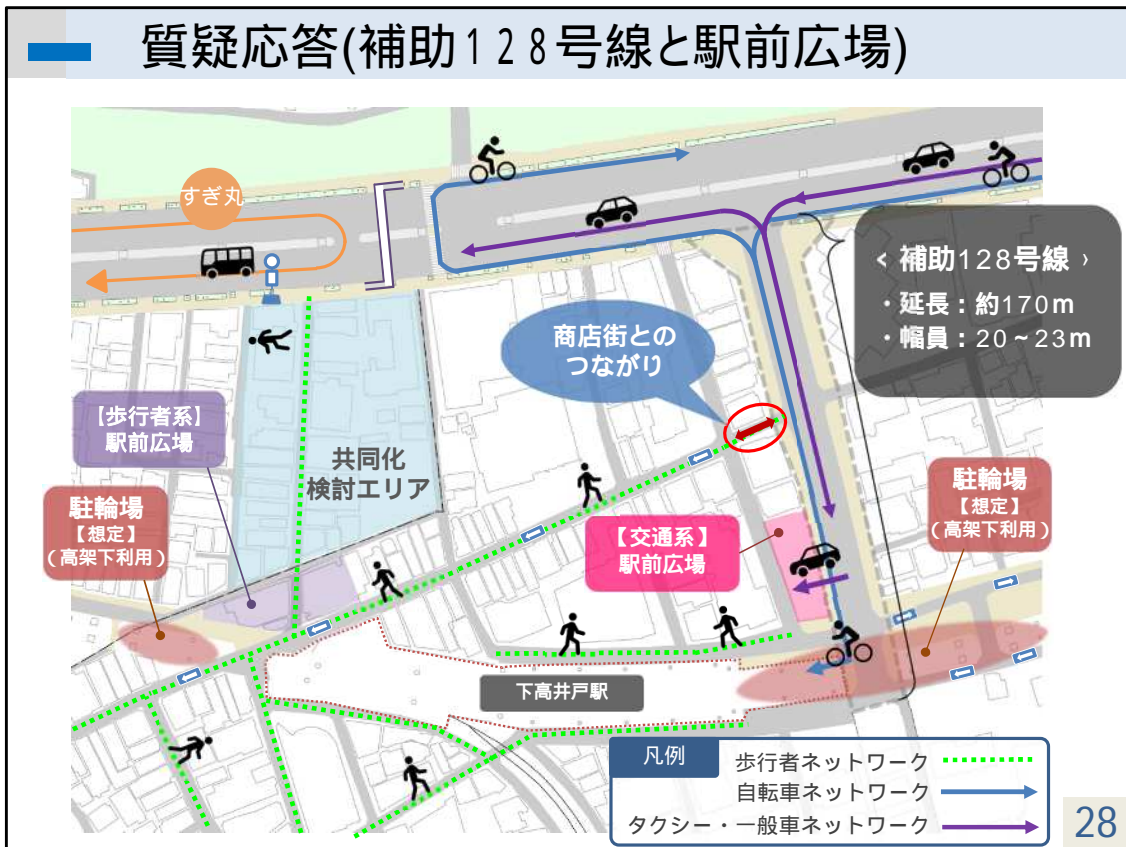 質疑応答(補助128号線と駅前広場)
すぎ丸
<補助128号線>
・延長：約170m
・幅員：20～23m
商店街との
つながり
【歩行者系】
駅前広場
共同化
検討エリア
駐輪場
【想定】
（高架下利用）
【交通系】
駅前広場
駐輪場
【想定】
（高架下利用）
下高井戸駅
凡例
歩行者ネットワーク
自転車ネットワーク
タクシー・一般車ネットワーク
28